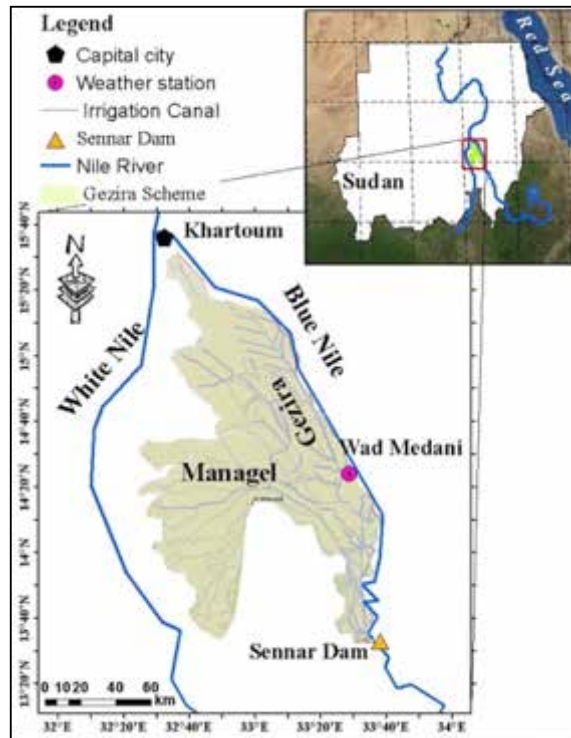 Legend
Capital city
Weather station
Irrigation Canal
Sennar Dam
Nile River
Gezira Scheme
Red Sea
Sudan
N
Khartoum
White Nile
Blue Nile
Gezira
Wad Medani
Managel
Sennar Dam
15°40'N
15°20'N
15°N
14°40'N
14°20'N
14°N
13°40'N
13°20'N
0 10 20 40 60
km
32°E 32°20'E 32°40'E 33°E 33°20'E 33°40'E 34°E